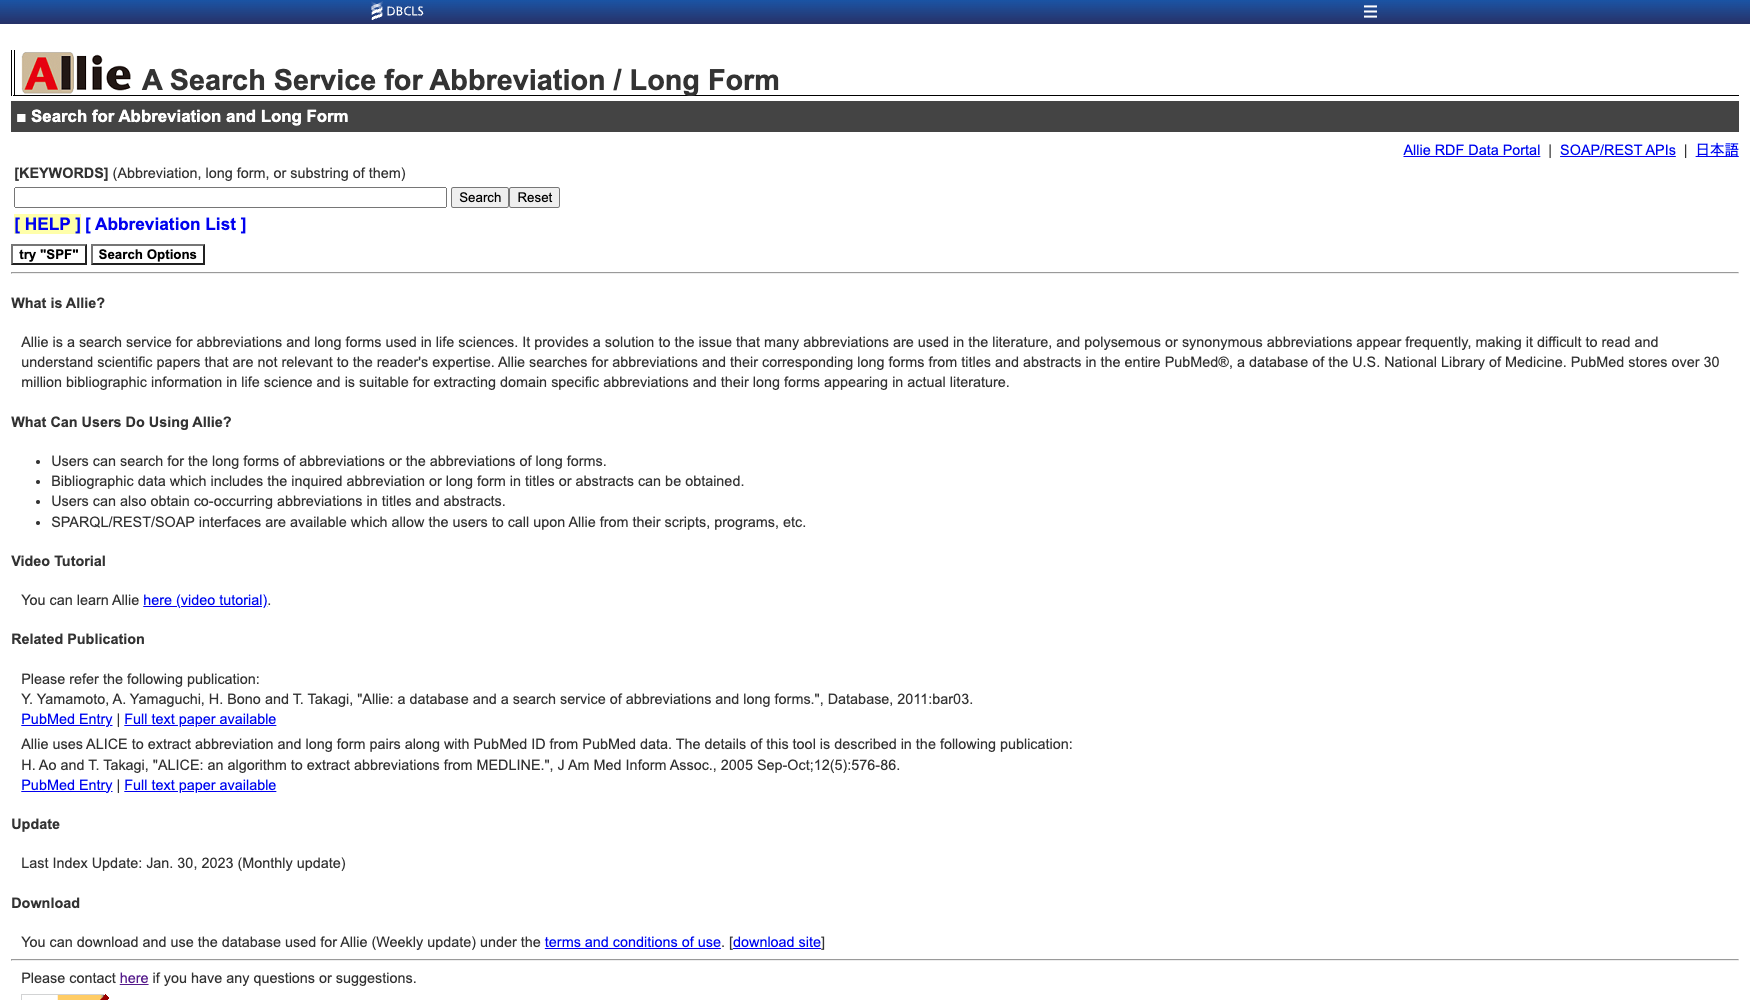 DBCLS
Allie A Search Service for Abbreviation / Long Form
■ Search for Abbreviation and Long Form
Allie RDF Data Portal | SOAP/REST APIs | 日本語
[KEYWORDS] (Abbreviation, long form, or substring of them)
Search Reset
[ HELP ] [ Abbreviation List ]
try "SPF" Search Options
What is Allie?
Allie is a search service for abbreviations and long forms used in life sciences. It provides a solution to the issue that many abbreviations are used in the literature, and polysemous or synonymous abbreviations appear frequently, making it difficult to read and
understand scientific papers that are not relevant to the reader's expertise. Allie searches for abbreviations and their corresponding long forms from titles and abstracts in the entire PubMed®, a database of the U.S. National Library of Medicine. PubMed stores over 30
million bibliographic information in life science and is suitable for extracting domain specific abbreviations and their long forms appearing in actual literature.
What Can Users Do Using Allie?
• Users can search for the long forms of abbreviations or the abbreviations of long forms.
• Bibliographic data which includes the inquired abbreviation or long form in titles or abstracts can be obtained.
• Users can also obtain co-occurring abbreviations in titles and abstracts.
• SPARQL/REST/SOAP interfaces are available which allow the users to call upon Allie from their scripts, programs, etc.
Video Tutorial
You can learn Allie here (video tutorial).
Related Publication
Please refer the following publication:
Y. Yamamoto, A. Yamaguchi, H. Bono and T. Takagi, "Allie: a database and a search service of abbreviations and long forms.", Database, 2011:bar03.
PubMed Entry | Full text paper available
Allie uses ALICE to extract abbreviation and long form pairs along with PubMed ID from PubMed data. The details of this tool is described in the following publication:
H. Ao and T. Takagi, "ALICE: an algorithm to extract abbreviations from MEDLINE.", J Am Med Inform Assoc., 2005 Sep-Oct;12(5):576-86.
PubMed Entry | Full text paper available
Update
Last Index Update: Jan. 30, 2023 (Monthly update)
Download
You can download and use the database used for Allie (Weekly update) under the terms and conditions of use. [download site]
Please contact here if you have any questions or suggestions.